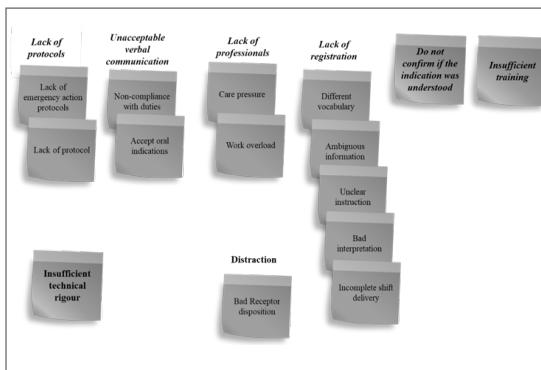 Lack of
protocols
Lack of
emergency action
protocols
Lack of protocol
Unacceptable
verbal
communication
Non-compliance
with duties
Accept oral
indications
Lack of
professionals
Care pressure
Work overload
Lack of
registration
Different
vocabulary
Ambiguous
information
Unclear
instruction
Bad
interpretation
Incomplete shift
delivery
Do not
confirm if the
indication was
understood
Insufficient
training
Insufficient
technical
rigour
Distraction
Bad Receptor
disposition